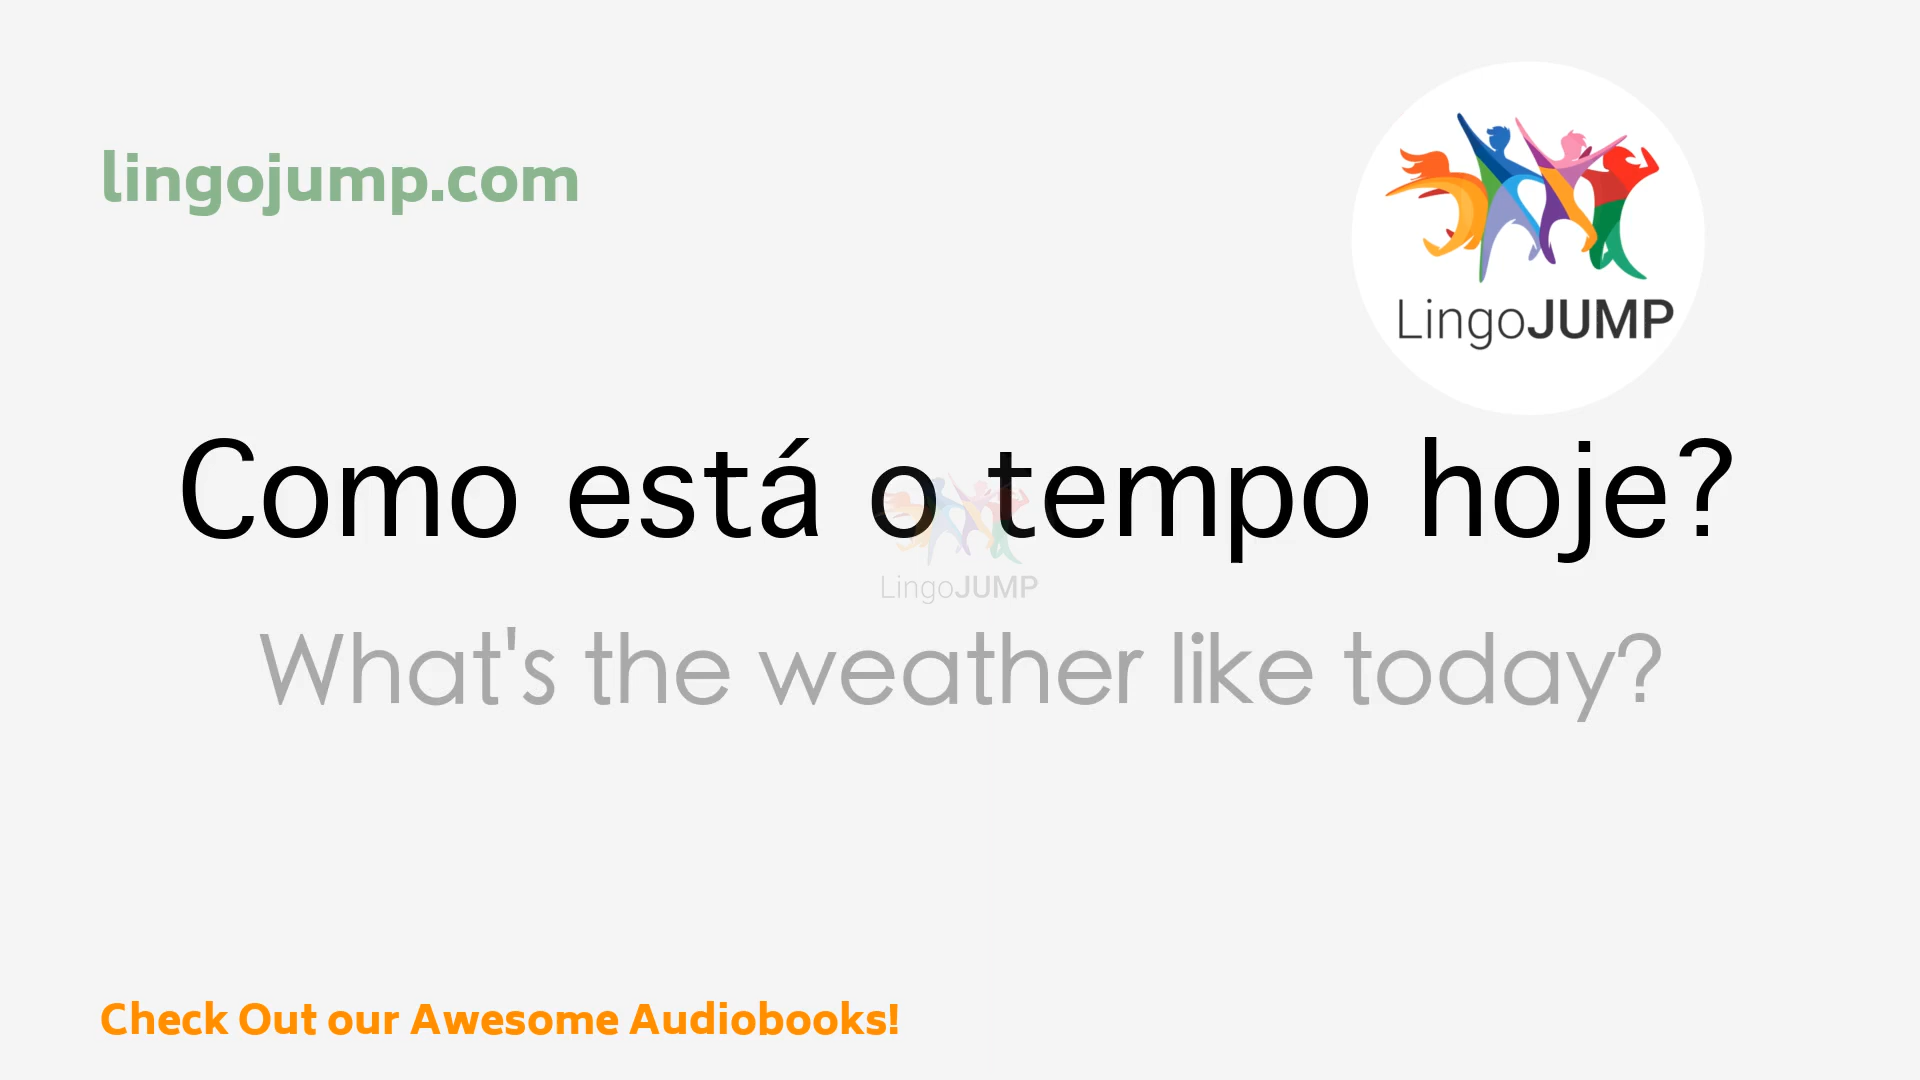 lingojump.com
LingoJUMP
Como está o tempo hoje?
LingoJUMP
What's the weather like today?
Check Out our Awesome Audiobooks!